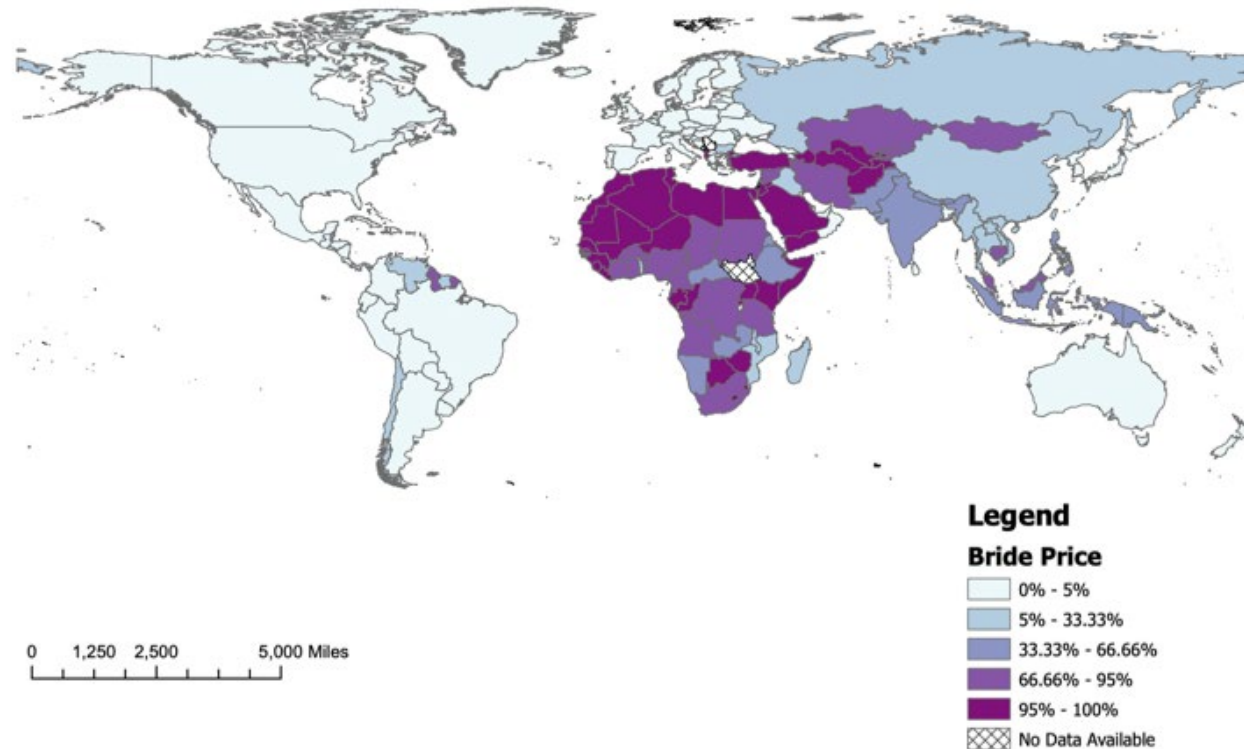 Legend
Bride Price
0% - 5%
5% - 33.33%
33.33% - 66.66%
66.66% - 95%
95% - 100%
No Data Available
0 1,250 2,500 5,000 Miles